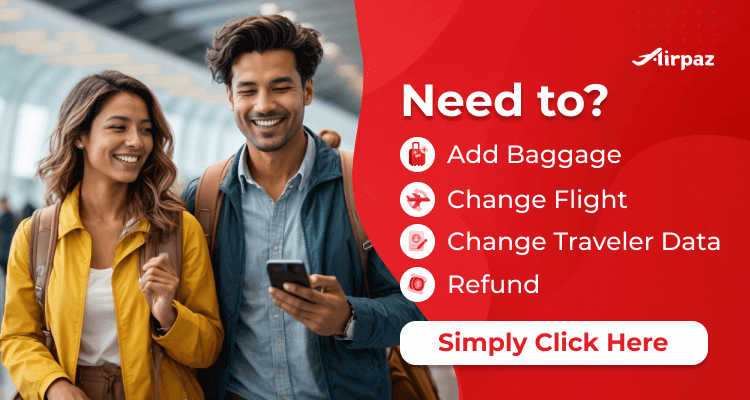 Airpaz
Need to?
Add Baggage
Change Flight
Change Traveler Data
Refund
Simply Click Here